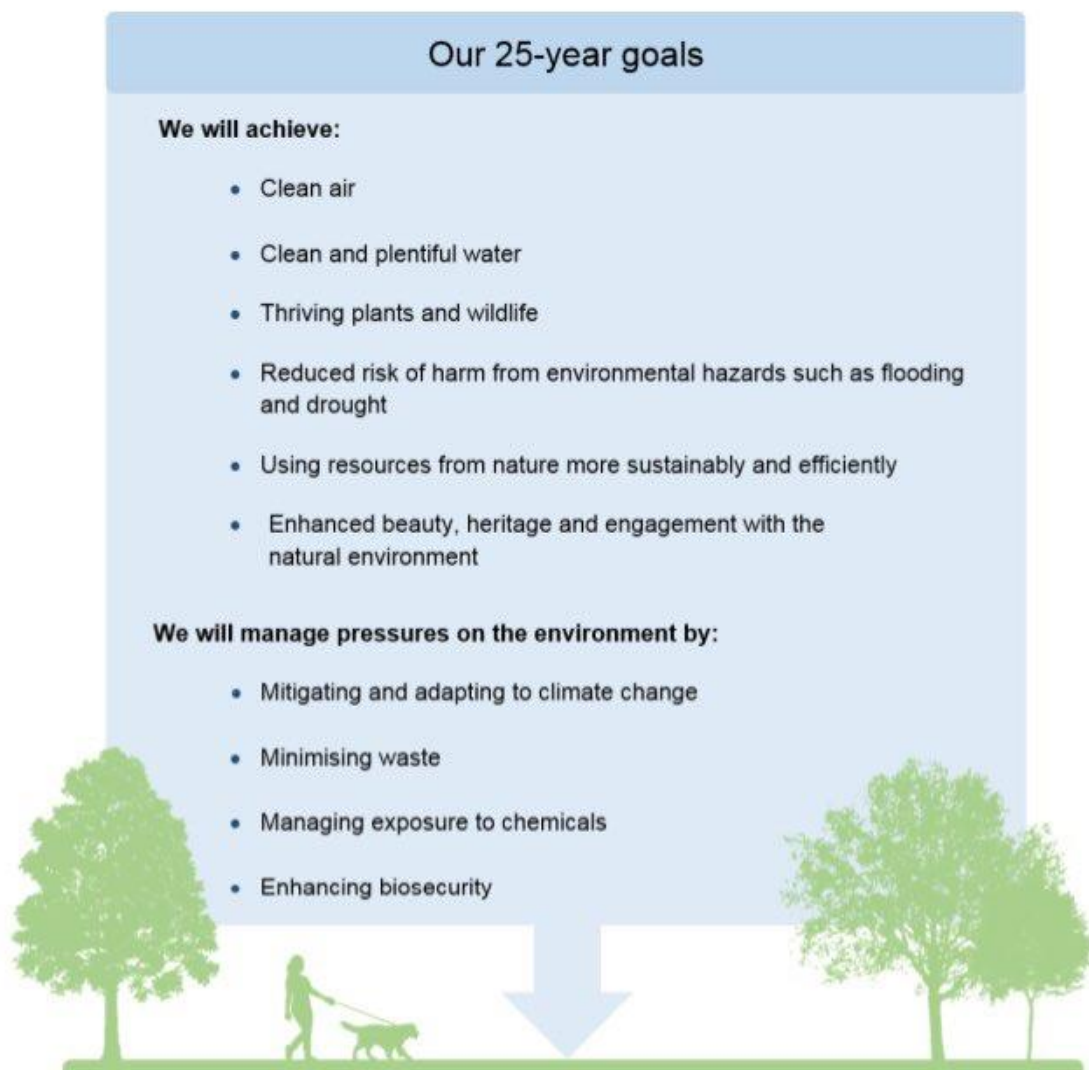 Our 25-year goals
We will achieve:
• Clean air
• Clean and plentiful water
• Thriving plants and wildlife
• Reduced risk of harm from environmental hazards such as flooding
and drought
• Using resources from nature more sustainably and efficiently
• Enhanced beauty, heritage and engagement with the
natural environment
We will manage pressures on the environment by:
• Mitigating and adapting to climate change
• Minimising waste
• Managing exposure to chemicals
• Enhancing biosecurity